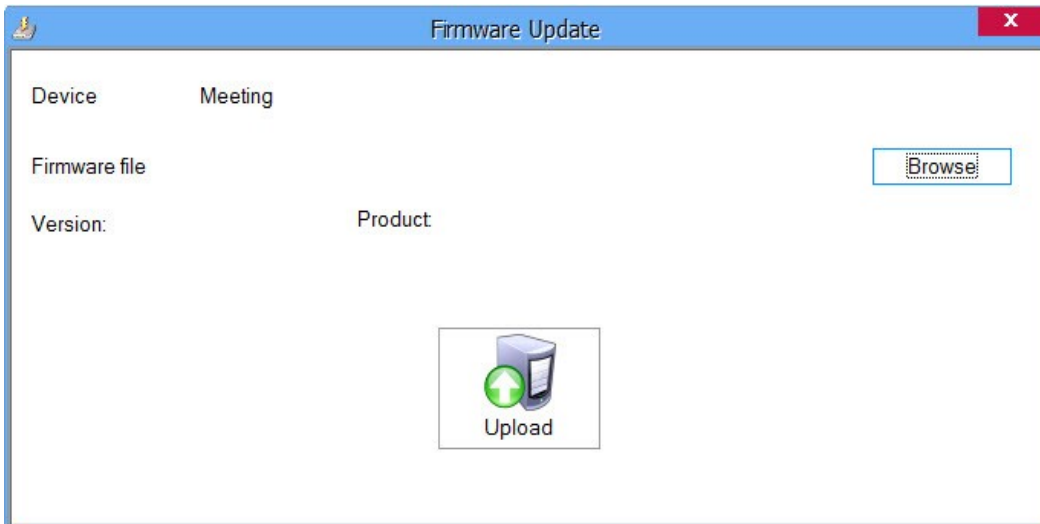 Firmware Update
x
Device Meeting
Firmware file Browse
Version: Product:
Upload